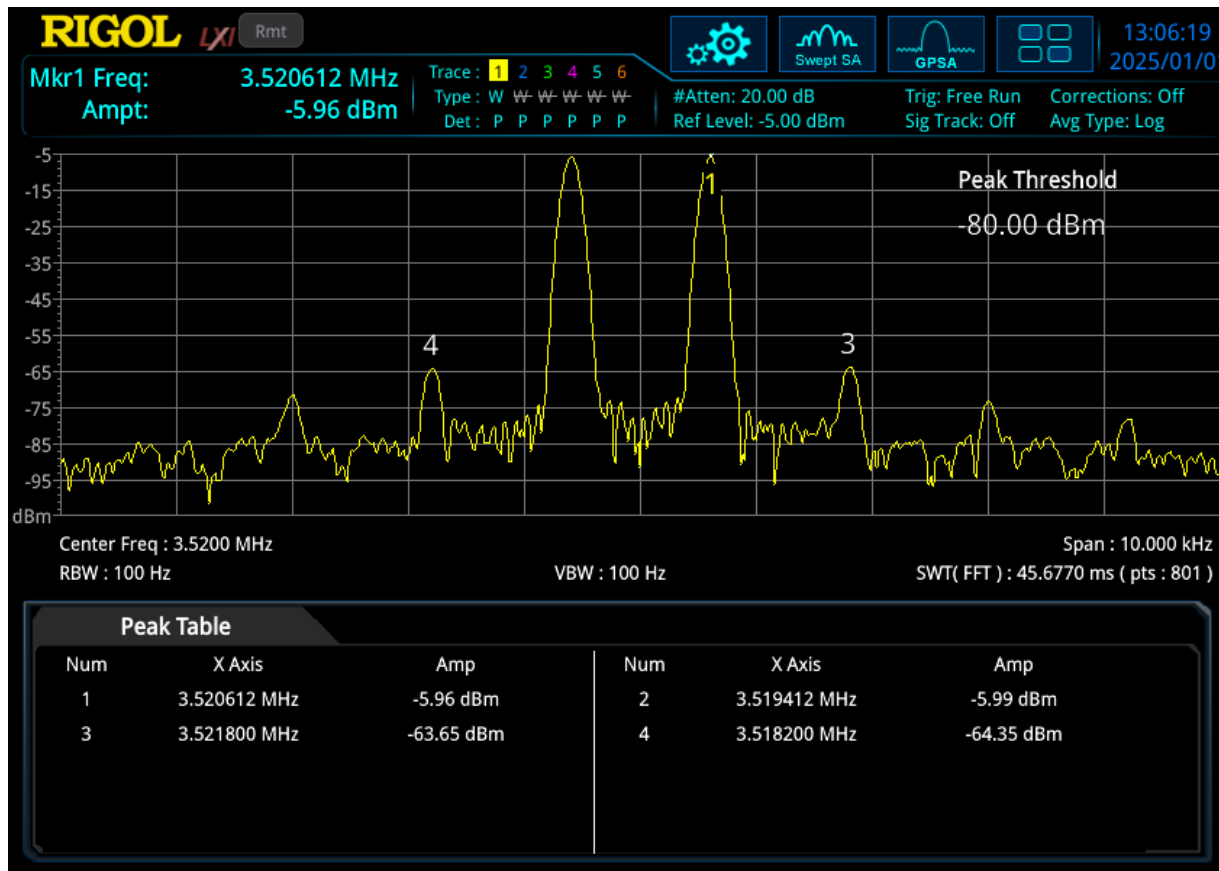 RIGOL LXI Rmt
Swept SA
GPSA
13:06:19
2025/01/0
Mkr1 Freq: 3.520612 MHz
Ampt: -5.96 dBm
Trace : 1 2 3 4 5 6
Type : W W W W W W
Det : P P P P P P
#Atten: 20.00 dB
Ref Level: -5.00 dBm
Trig: Free Run
Sig Track: Off
Corrections: Off
Avg Type: Log
Peak Threshold
-80.00 dBm
-5
-15
-25
-35
-45
-55
-65
-75
-85
-95
dBm
4
1
3
Center Freq : 3.5200 MHz
Span : 10.000 kHz
RBW : 100 Hz
VBW : 100 Hz
SWT( FFT ) : 45.6770 ms ( pts : 801 )
Peak Table
Num X Axis Amp Num X Axis Amp
1 3.520612 MHz -5.96 dBm 2 3.519412 MHz -5.99 dBm
3 3.521800 MHz -63.65 dBm 4 3.518200 MHz -64.35 dBm